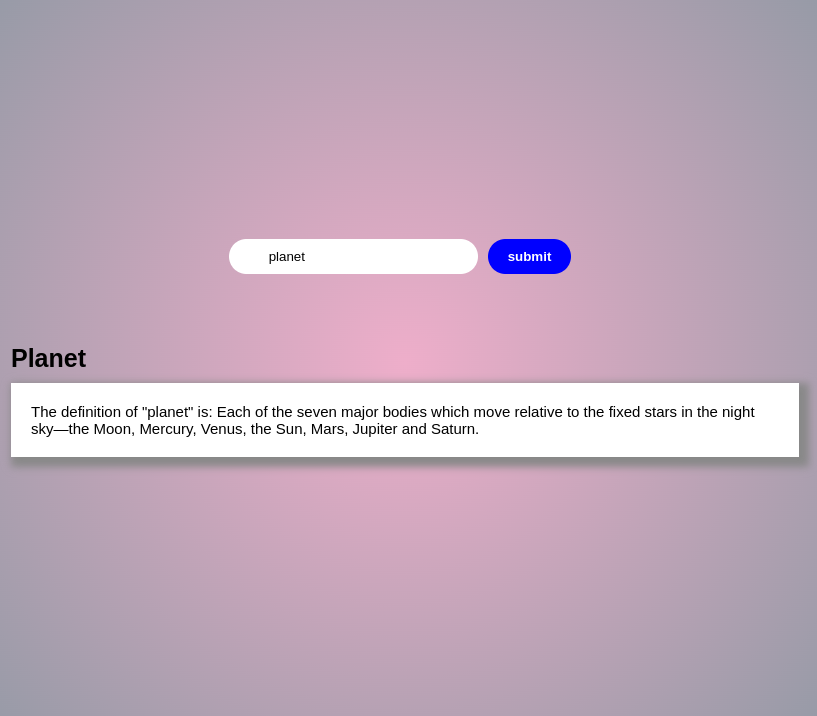 planet
submit
Planet
The definition of "planet" is: Each of the seven major bodies which move relative to the fixed stars in the night
sky—the Moon, Mercury, Venus, the Sun, Mars, Jupiter and Saturn.